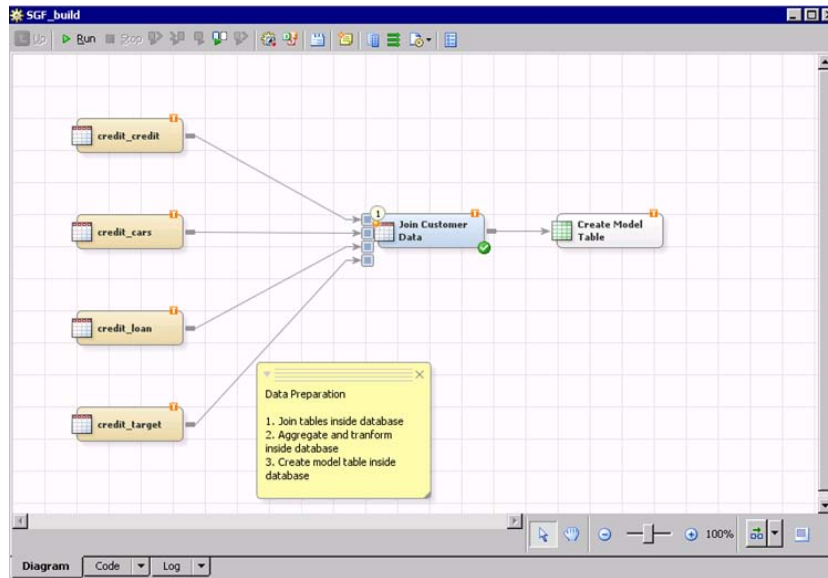 SGF_build
Up Run Stop
credit_credit
credit_cars
credit_loan
credit_target
1
Join Customer
Data
Create Model
Table
Data Preparation
1. Join tables inside database
2. Aggregate and tranform
inside database
3. Create model table inside
database
100%
Diagram Code Log